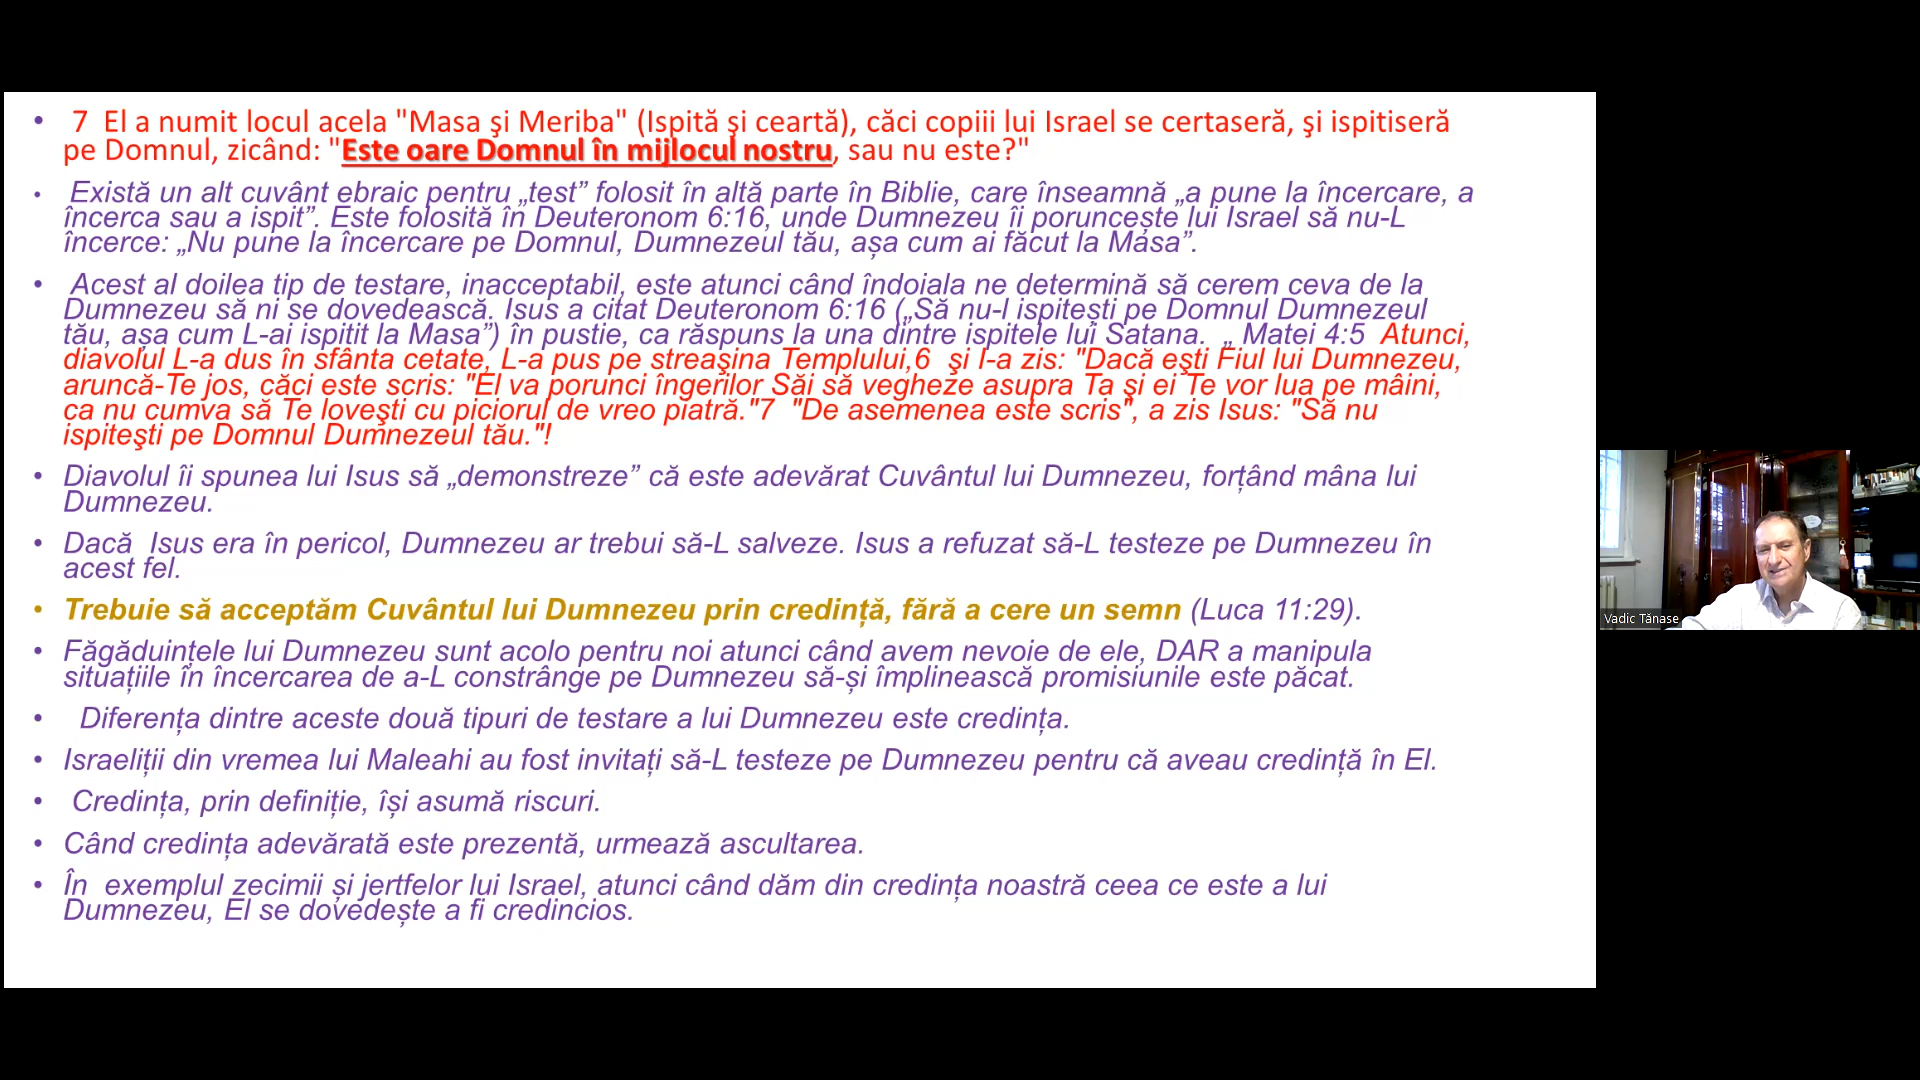 • 7 El a numit locul acela "Masa şi Meriba" (Ispită şi ceartă), căci copiii lui Israel se certaseră, şi ispitiseră
pe Domnul, zicând: "Este oare Domnul în mijlocul nostru, sau nu este?"
• Există un alt cuvânt ebraic pentru „test” folosit în altă parte în Biblie, care înseamnă „a pune la încercare, a
încerca sau a ispit”. Este folosită în Deuteronom 6:16, unde Dumnezeu îi poruncește lui Israel să nu-L
încerce: „Nu pune la încercare pe Domnul, Dumnezeul tău, așa cum ai făcut la Masa”.
• Acest al doilea tip de testare, inacceptabil, este atunci când îndoiala ne determină să cerem ceva de la
Dumnezeu să ni se dovedească. Isus a citat Deuteronom 6:16 („Să nu-l ispitești pe Domnul Dumnezeul
tău, așa cum L-ai ispitit la Masa”) în pustie, ca răspuns la una dintre ispitele lui Satana. „ Matei 4:5 Atunci,
diavolul L-a dus în sfânta cetate, L-a pus pe streaşina Templului,6 şi I-a zis: "Dacă eşti Fiul lui Dumnezeu,
aruncă-Te jos, căci este scris: "El va porunci îngerilor Săi să vegheze asupra Ta şi ei Te vor lua pe mâini,
ca nu cumva să Te loveşti cu piciorul de vreo piatră."7 "De asemenea este scris", a zis Isus: "Să nu
ispiteşti pe Domnul Dumnezeul tău."!
• Diavolul îi spunea lui Isus să „demonstreze” că este adevărat Cuvântul lui Dumnezeu, forțând mâna lui
Dumnezeu.
• Dacă Isus era în pericol, Dumnezeu ar trebui să-L salveze. Isus a refuzat să-L testeze pe Dumnezeu în
acest fel.
• Trebuie să acceptăm Cuvântul lui Dumnezeu prin credință, fără a cere un semn (Luca 11:29).
• Făgăduințele lui Dumnezeu sunt acolo pentru noi atunci când avem nevoie de ele, DAR a manipula
situațiile în încercarea de a-L constrânge pe Dumnezeu să-și împlinească promisiunile este păcat.
• Diferența dintre aceste două tipuri de testare a lui Dumnezeu este credința.
• Israeliții din vremea lui Maleahi au fost invitați să-L testeze pe Dumnezeu pentru că aveau credință în El.
• Credința, prin definiție, își asumă riscuri.
• Când credința adevărată este prezentă, urmează ascultarea.
• În exemplul zecimii și jertfelor lui Israel, atunci când dăm din credința noastră ceea ce este a lui
Dumnezeu, El se dovedește a fi credincios.
Vadic Tănase